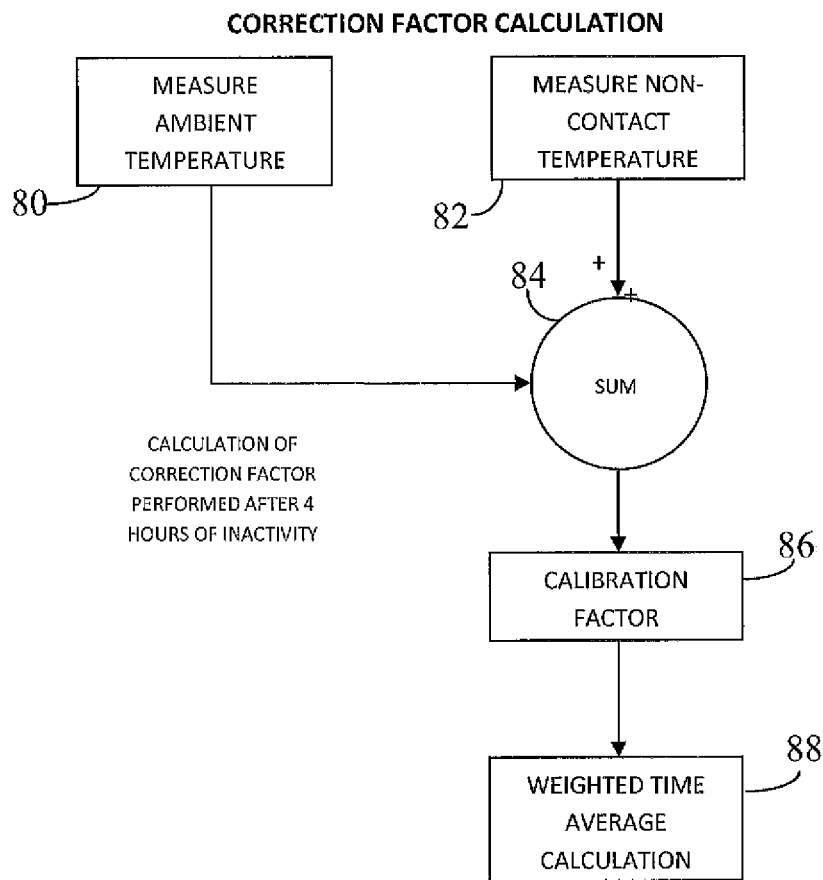 CORRECTION FACTOR CALCULATION
MEASURE
AMBIENT
TEMPERATURE
80
MEASURE NON-
CONTACT
TEMPERATURE
82
+
+
84
SUM
CALCULATION OF
CORRECTION FACTOR
PERFORMED AFTER 4
HOURS OF INACTIVITY
86
CALIBRATION
FACTOR
88
WEIGHTED TIME
AVERAGE
CALCULATION